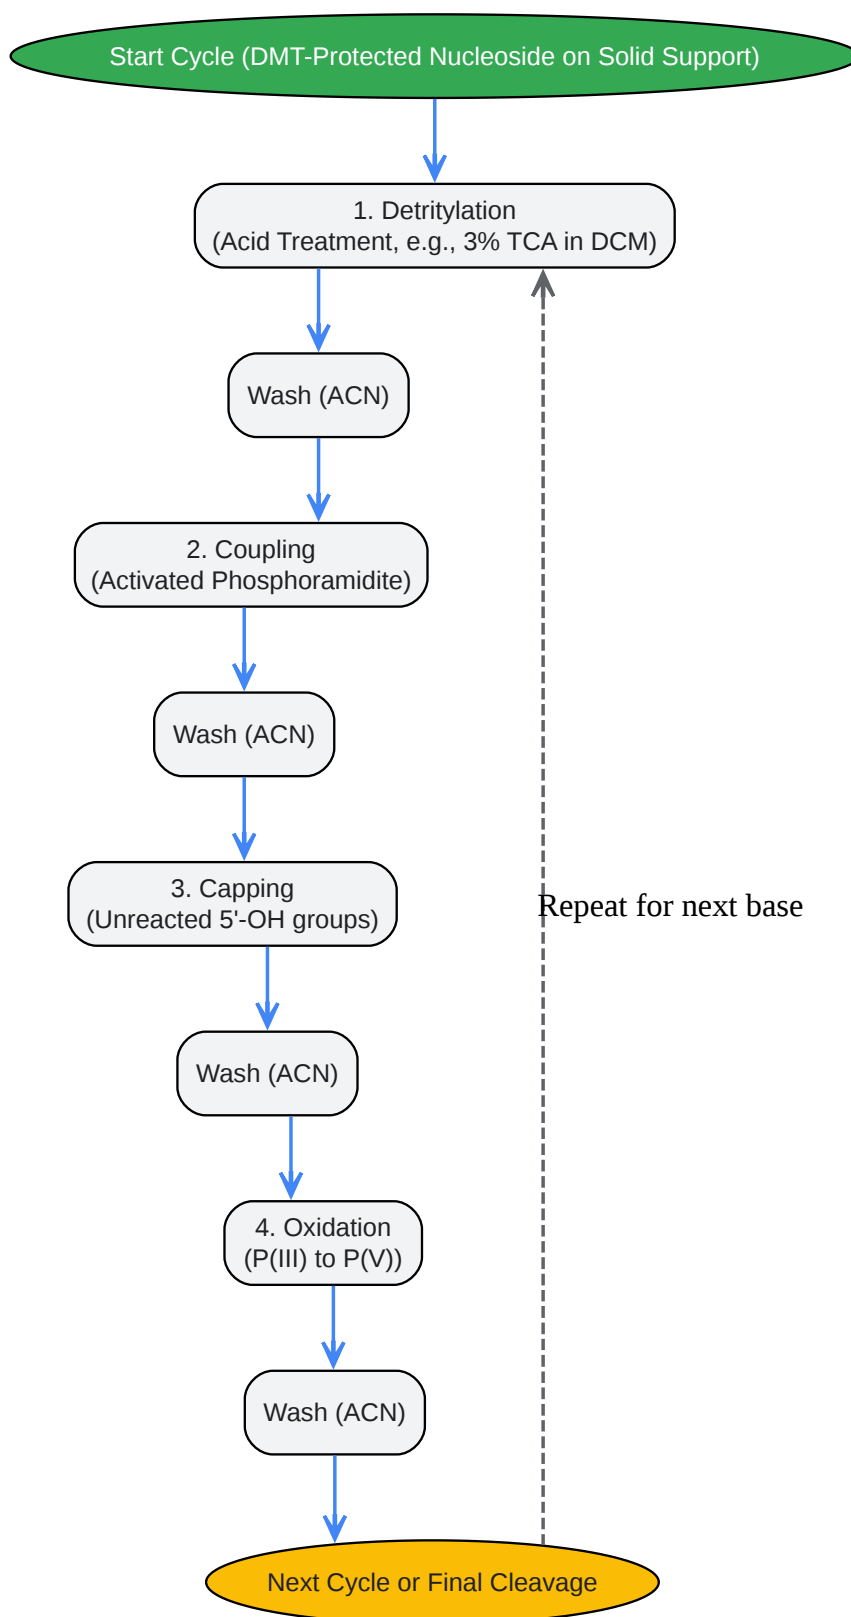 Start Cycle (DMT-Protected Nucleoside on Solid Support)
1. Detritylation
(Acid Treatment, e.g., 3% TCA in DCM)
Wash (ACN)
2. Coupling
(Activated Phosphoramidite)
Wash (ACN)
3. Capping
(Unreacted 5'-OH groups)
Repeat for next base
Wash (ACN)
4. Oxidation
(P(III) to P(V))
Wash (ACN)
Next Cycle or Final Cleavage